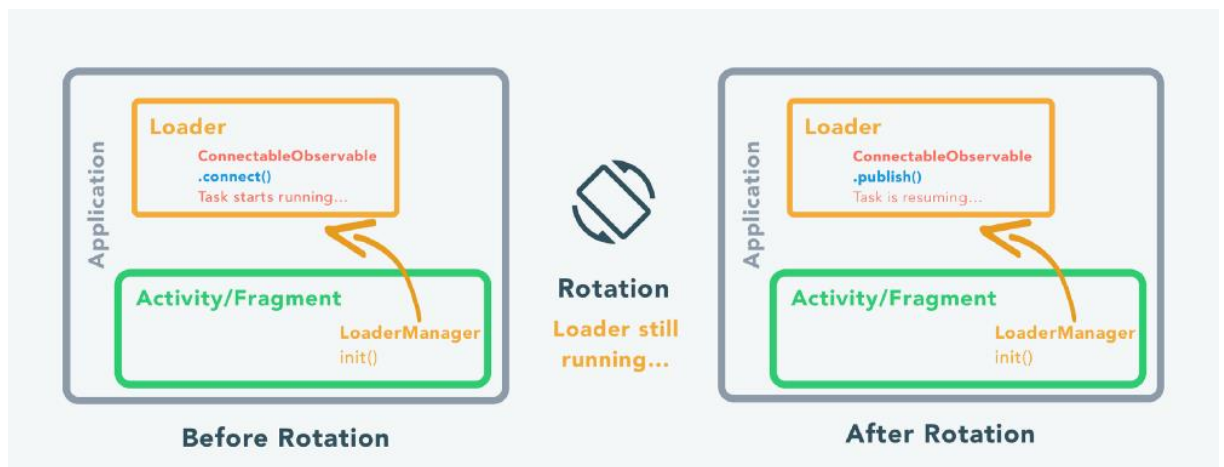 Application
Loader
ConnectableObservable
.connect()
Task starts running...
Activity/Fragment
LoaderManager
init()
Before Rotation
Rotation
Loader still
running...
Application
Loader
ConnectableObservable
.publish()
Task is resuming...
Activity/Fragment
LoaderManager
init()
After Rotation